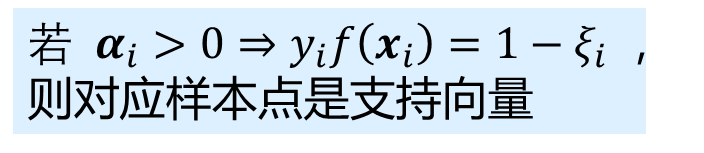 若 𝜶ᵢ > 0 ⇒ yᵢf(𝒙ᵢ) = 1 − ξᵢ ，
则对应样本点是支持向量